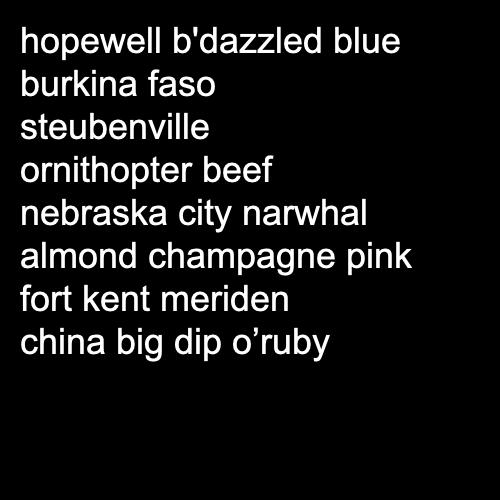 hopewell b'dazzled blue
burkina faso
steubenville
ornithopter beef
nebraska city narwhal
almond champagne pink
fort kent meriden
china big dip o’ruby